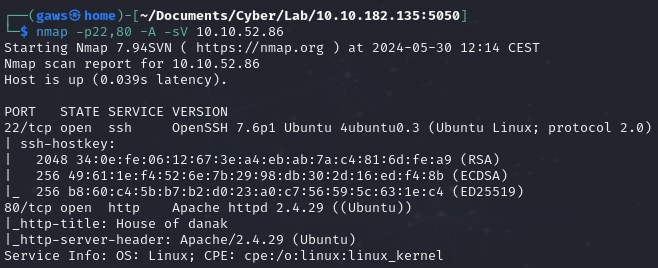 ┌──(gaws㉿home)-[~/Documents/Cyber/Lab/10.10.182.135:5050]
└─$ nmap -p22,80 -A -sV 10.10.52.86
Starting Nmap 7.94SVN ( https://nmap.org ) at 2024-05-30 12:14 CEST
Nmap scan report for 10.10.52.86
Host is up (0.039s latency).

PORT   STATE SERVICE VERSION
22/tcp open  ssh     OpenSSH 7.6p1 Ubuntu 4ubuntu0.3 (Ubuntu Linux; protocol 2.0)
| ssh-hostkey:
|   2048 34:0e:fe:06:12:67:3e:a4:eb:ab:7a:c4:81:6d:fe:a9 (RSA)
|   256 49:61:1e:f4:52:6e:7b:29:98:db:30:2d:16:ed:f4:8b (ECDSA)
|_  256 b8:60:c4:5b:b7:b2:d0:23:a0:c7:56:59:5c:63:1e:c4 (ED25519)
80/tcp open  http    Apache httpd 2.4.29 ((Ubuntu))
|_http-title: House of danak
|_http-server-header: Apache/2.4.29 (Ubuntu)
Service Info: OS: Linux; CPE: cpe:/o:linux:linux_kernel